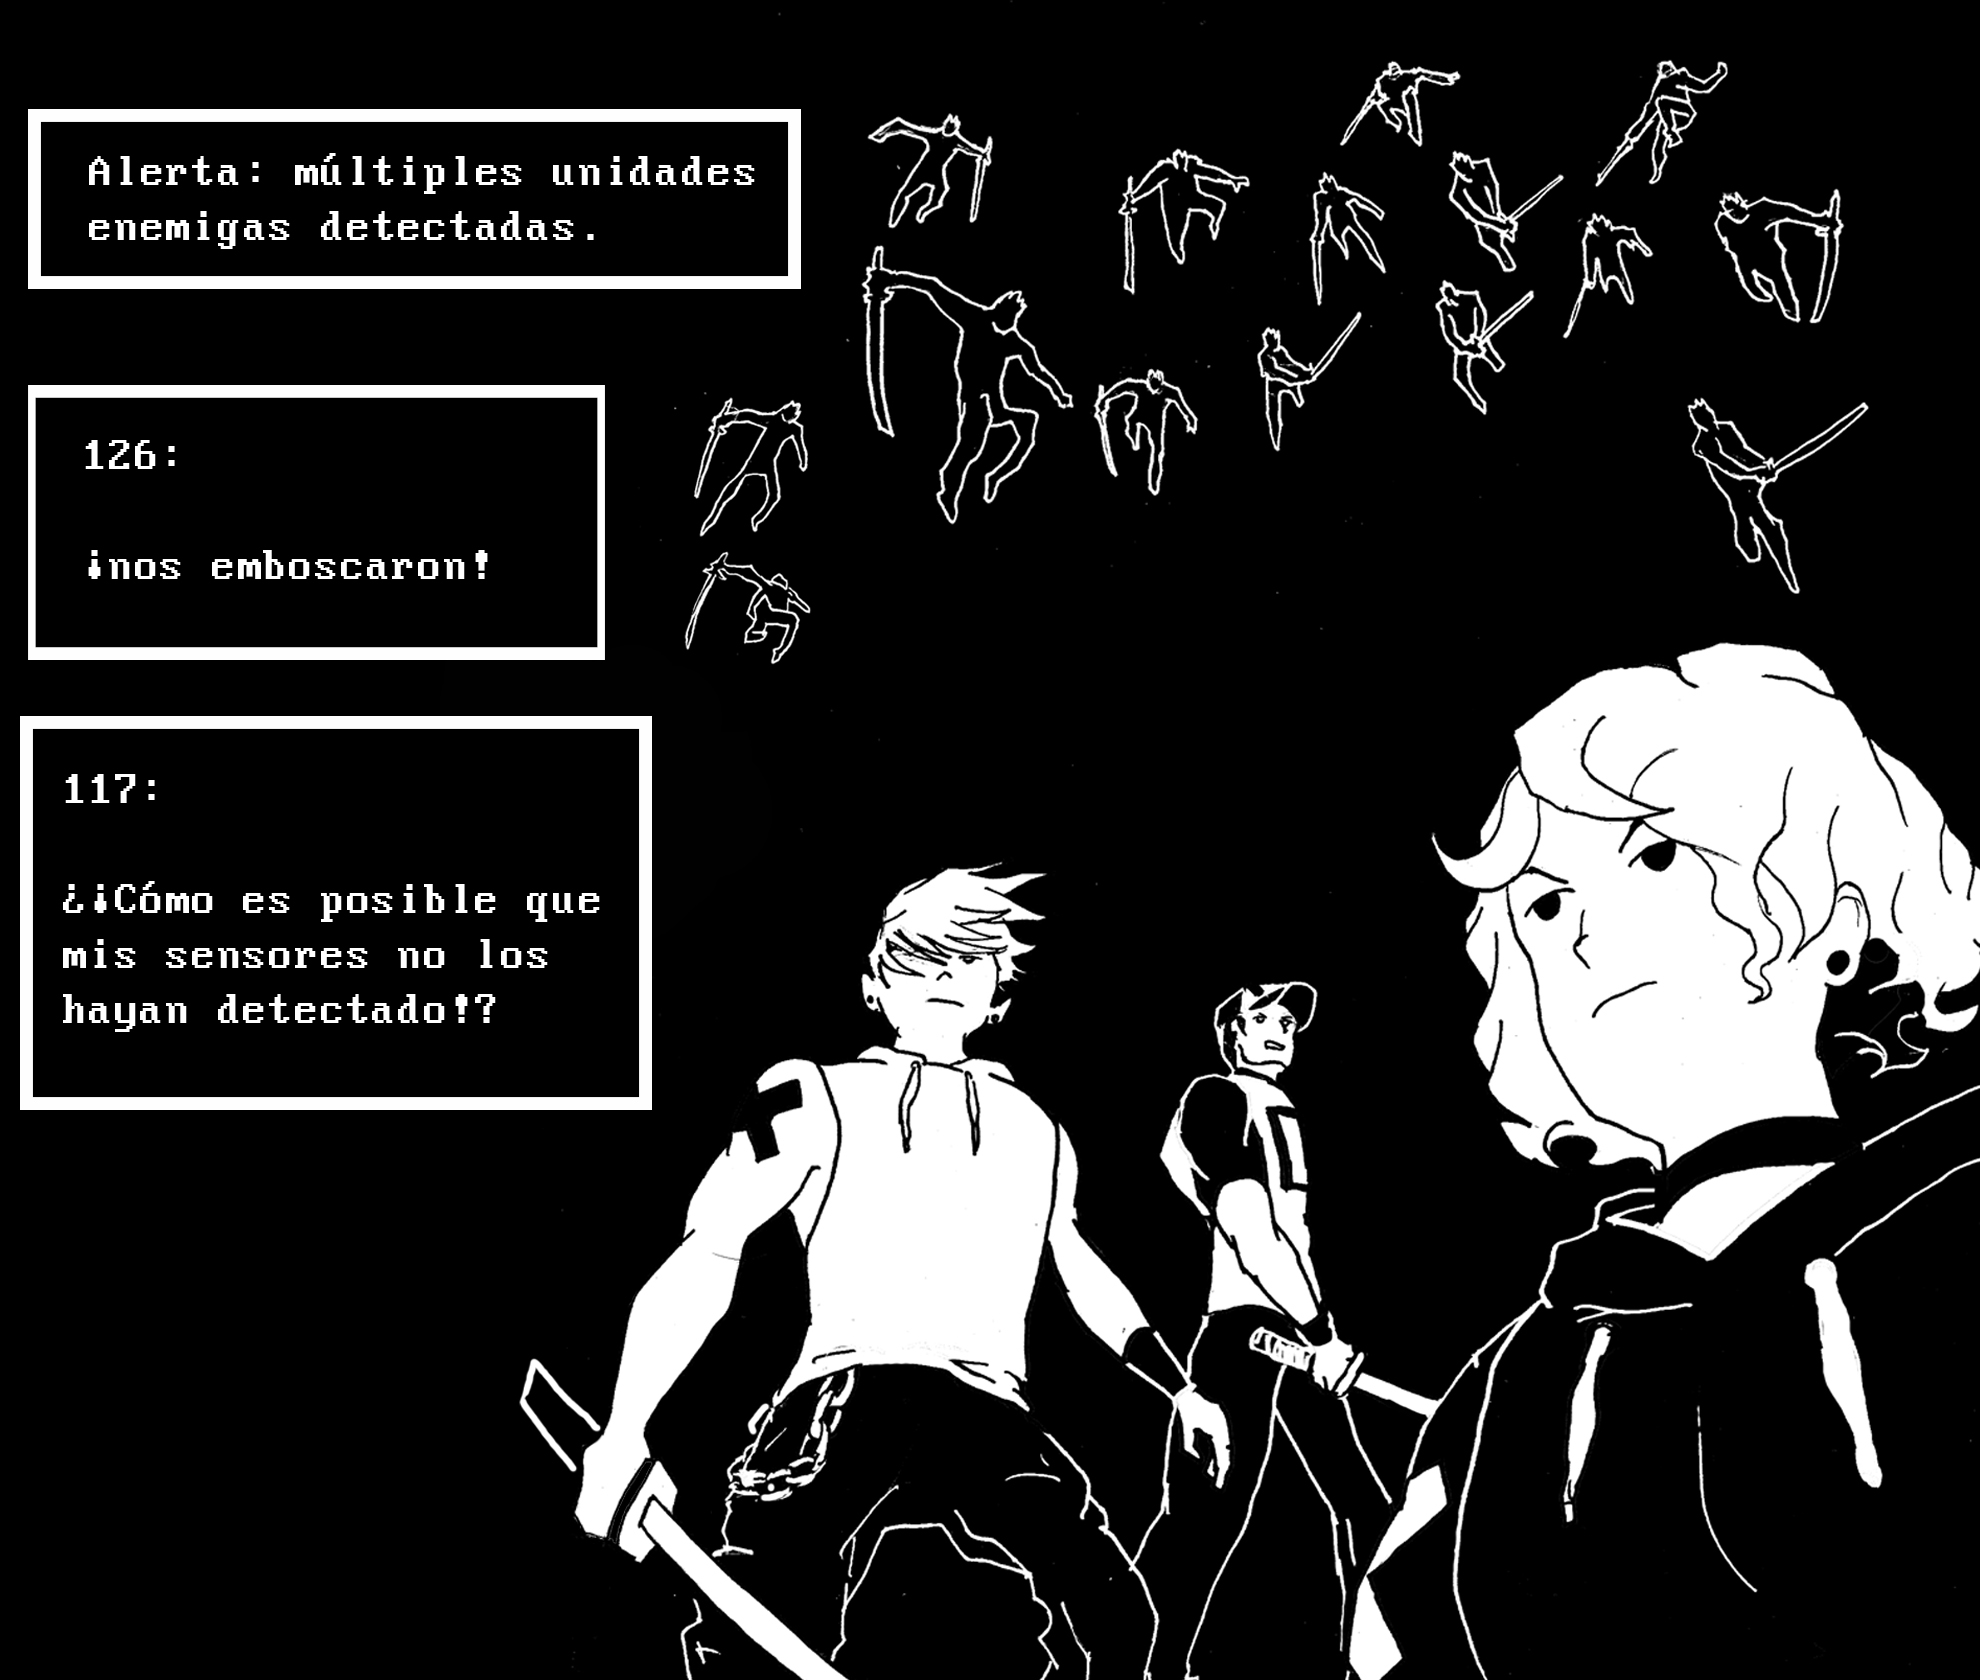 Alerta: múltiples unidades
enemigas detectadas.
126:
¡nos emboscaron!
117:
¿¡Cómo es posible que
mis sensores no los
hayan detectado!?